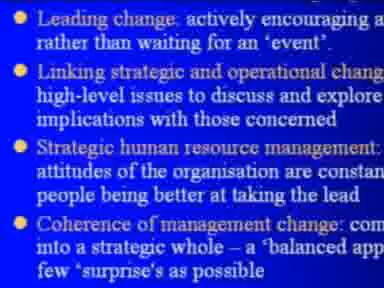 Leading change: actively encouraging a
rather than waiting for an ‘event’.
Linking strategic and operational chang
high-level issues to discuss and explore
implications with those concerned
Strategic human resource management:
attitudes of the organisation are constan
people being better at taking the lead
Coherence of management change: com
into a strategic whole – a ‘balanced app
few ‘surprise's as possible